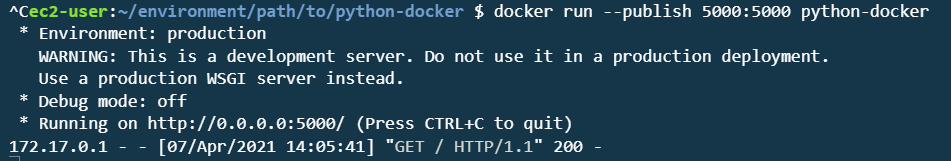 ^Cec2-user:~/environment/path/to/python-docker $ docker run --publish 5000:5000 python-docker
* Environment: production
WARNING: This is a development server. Do not use it in a production deployment.
Use a production WSGI server instead.
* Debug mode: off
* Running on http://0.0.0.0:5000/ (Press CTRL+C to quit)
172.17.0.1 - - [07/Apr/2021 14:05:41] "GET / HTTP/1.1" 200 -